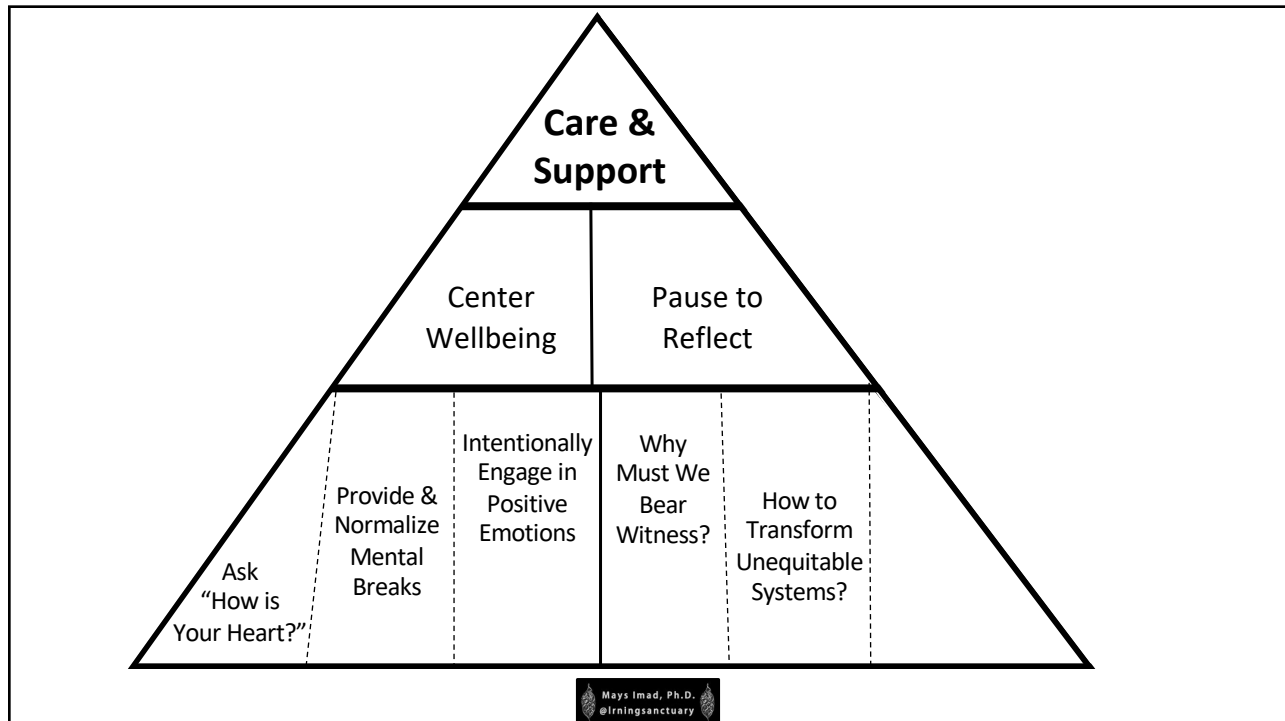 Care &
Support
Center
Wellbeing
Pause to
Reflect
Ask
“How is
Your Heart?”
Provide &
Normalize
Mental
Breaks
Intentionally
Engage in
Positive
Emotions
Why
Must We
Bear
Witness?
How to
Transform
Unequitable
Systems?
Mays Imad, Ph.D.
@lrningsanctuary